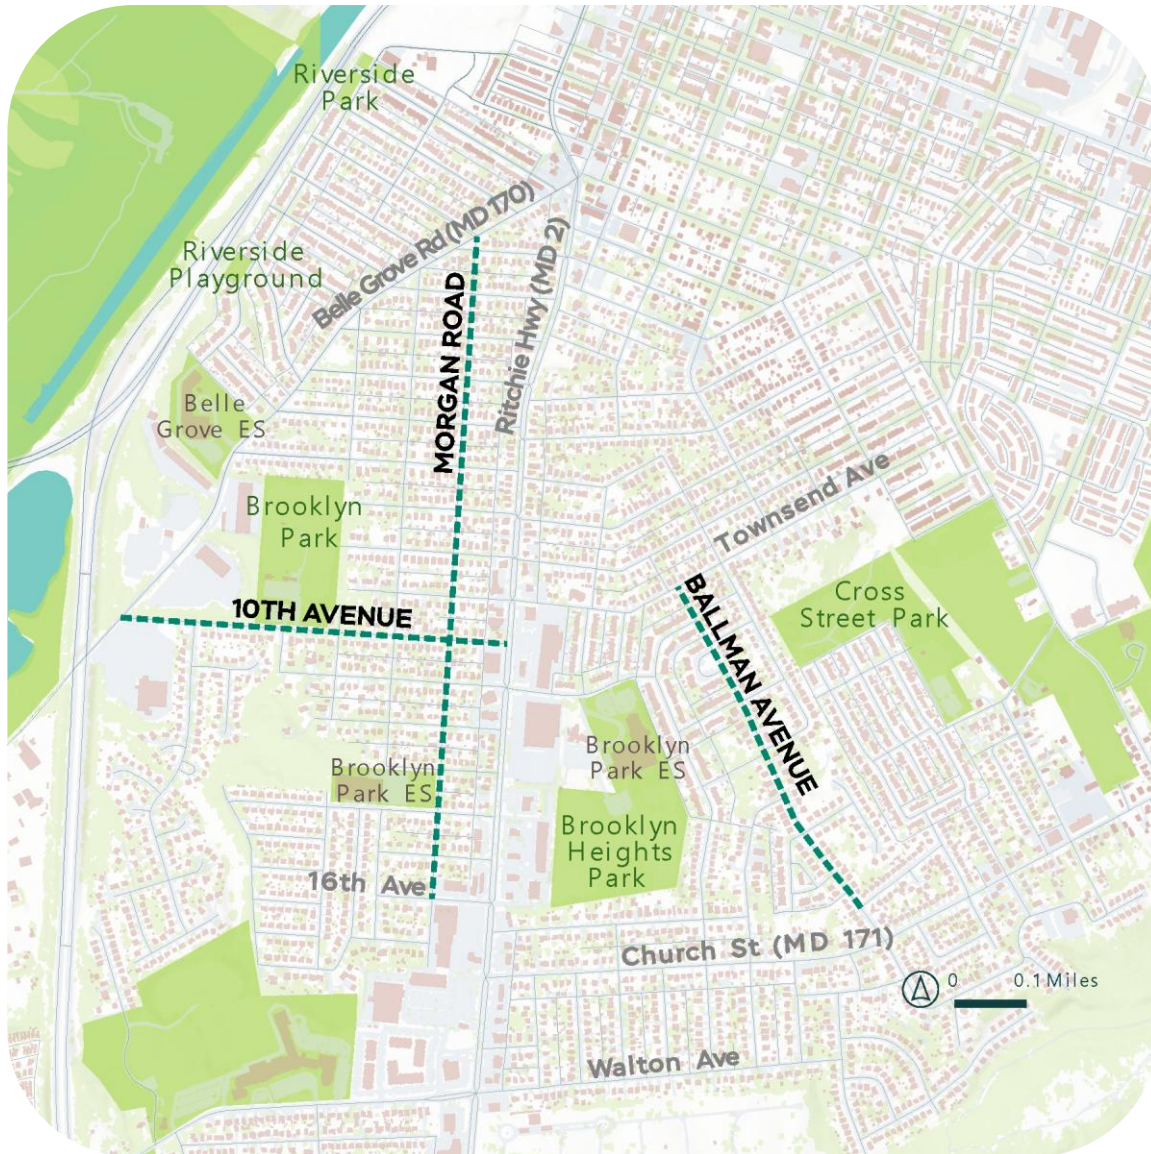 Riverside
Park
Belle Grove Rd (MD 170)
Riverside
Playground
MORGAN ROAD
Ritchie Hwy (MD 2)
Belle
Grove ES
Brooklyn
Park
Townsend Ave
10TH AVENUE
BALLMAN AVENUE
Cross
Street Park
Brooklyn
Park ES
Brooklyn
Park ES
Brooklyn
Heights
Park
16th Ave
Church St (MD 171)
0 0.1 Miles
Walton Ave